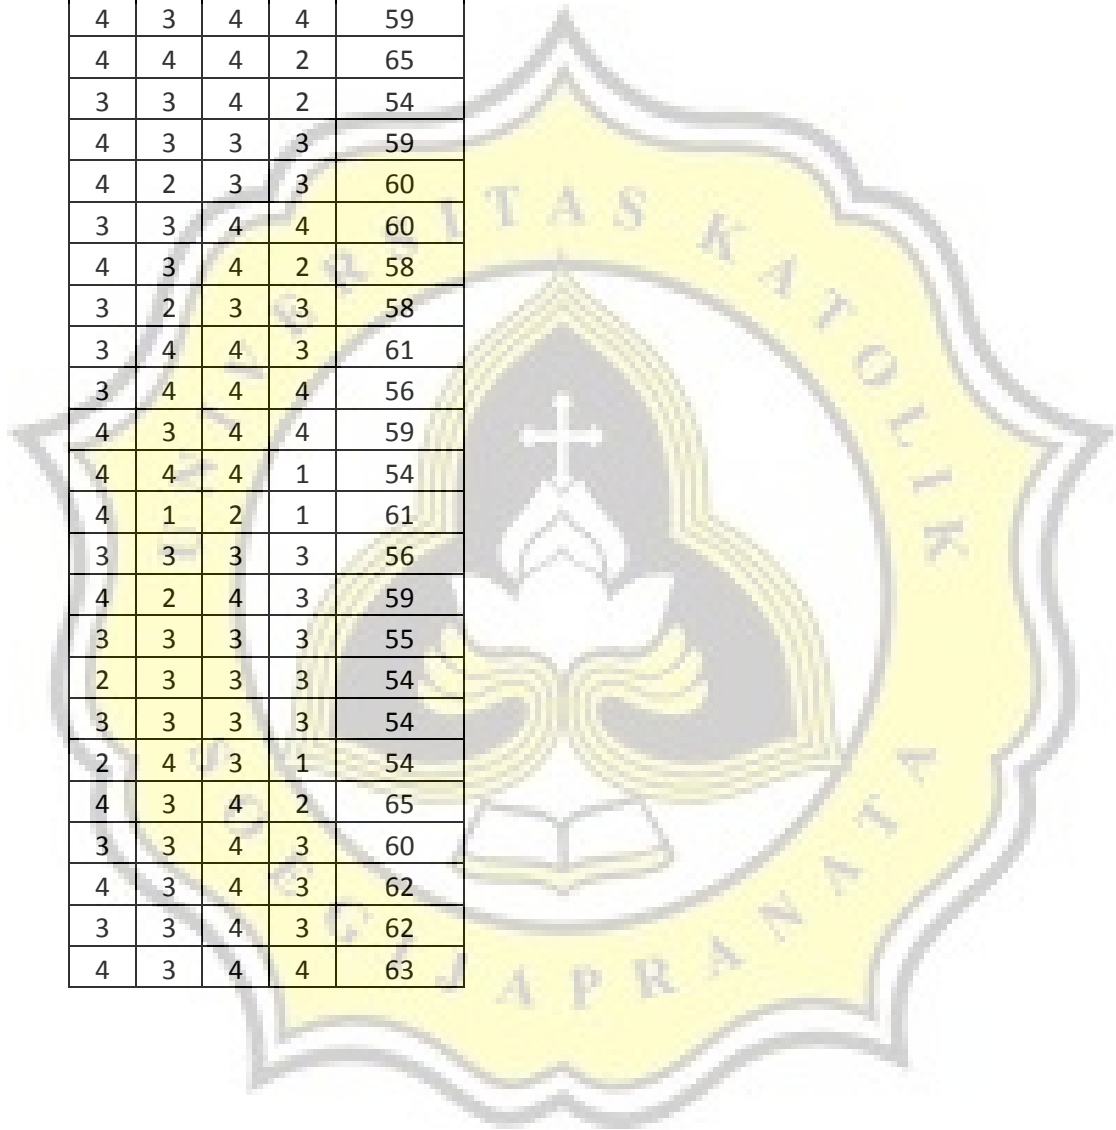 4 3 4 4 59
4 4 4 2 65
3 3 4 2 54
4 3 3 3 59
4 2 3 3 60
3 3 4 4 60
4 3 4 2 58
3 2 3 3 58
3 4 4 3 61
3 4 4 4 56
4 3 4 4 59
4 4 4 1 54
4 1 2 1 61
3 3 3 3 56
4 2 4 3 59
3 3 3 3 55
2 3 3 3 54
3 3 3 3 54
2 4 3 1 54
4 3 4 2 65
3 3 4 3 60
4 3 4 3 62
3 3 4 3 62
4 3 4 4 63
UNIVERSITAS KATOLIK
SOEGIJAPRANATA